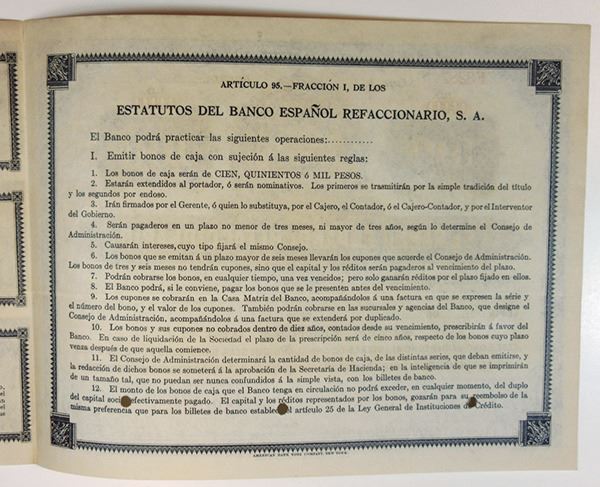 ARTÍCULO 95.—FRACCIÓN I, DE LOS
ESTATUTOS DEL BANCO ESPAÑOL REFACCIONARIO, S. A.
El Banco podrá practicar las siguientes operaciones:............
I. Emitir bonos de caja con sujeción á las siguientes reglas:
1. Los bonos de caja serán de CIEN, QUINIENTOS ó MIL PESOS.
2. Estarán extendidos al portador, ó serán nominativos. Los primeros se trasmitirán por la simple tradición del título
y los segundos por endoso.
3. Irán firmados por el Gerente, ó quien lo substituya, por el Cajero, el Contador, ó el Cajero-Contador, y por el Interventor
del Gobierno.
4. Serán pagaderos en un plazo no menor de tres meses, ni mayor de tres años, según lo determine el Consejo de
Administración.
5. Causarán intereses, cuyo tipo fijará el mismo Consejo.
6. Los bonos que se emitan á un plazo mayor de seis meses llevarán los cupones que acuerde el Consejo de Administración.
Los bonos de tres y seis meses no tendrán cupones, sino que el capital y los réditos serán pagaderos al vencimiento del plazo.
7. Podrán cobrarse los bonos, en cualquier tiempo, una vez vencidos; pero solo ganarán réditos por el plazo fijado en ellos.
8. El Banco podrá, si le conviene, pagar los bonos que se le presenten antes del vencimiento.
9. Los cupones se cobrarán en la Casa Matriz del Banco, acompañándolos á una factura en que se expresen la série y
el número del bono, y el valor de los cupones. También podrán cobrarse en las sucursales y agencias del Banco, que designe el
Consejo de Administración, acompañándolos á una factura que se extenderá por duplicado.
10. Los bonos y sus cupones no cobrados dentro de diez años, contados desde su vencimiento, prescribirán á favor del
Banco. En caso de liquidación de la Sociedad el plazo de la prescripción será de cinco años, respecto de los bonos cuyo plazo
venza después de que aquella comience.
11. El Consejo de Administración determinará la cantidad de bonos de caja, de las distintas series, que deban emitirse, y
la redacción de dichos bonos se someterá á la aprobación de la Secretaría de Hacienda; en la inteligencia de que se imprimirán
de un tamaño tal, que no puedan ser nunca confundidos á la simple vista, con los billetes de banco.
12. El monto de los bonos de caja que el Banco tenga en circulación no podrá exceder, en cualquier momento, del duplo
del capital social efectivamente pagado. El capital y los réditos representados por los bonos, gozarán para su reembolso de la
misma preferencia que para los billetes de banco establece el artículo 25 de la Ley General de Instituciones de Crédito.
AMERICAN BANK NOTE COMPANY, NEW YORK.